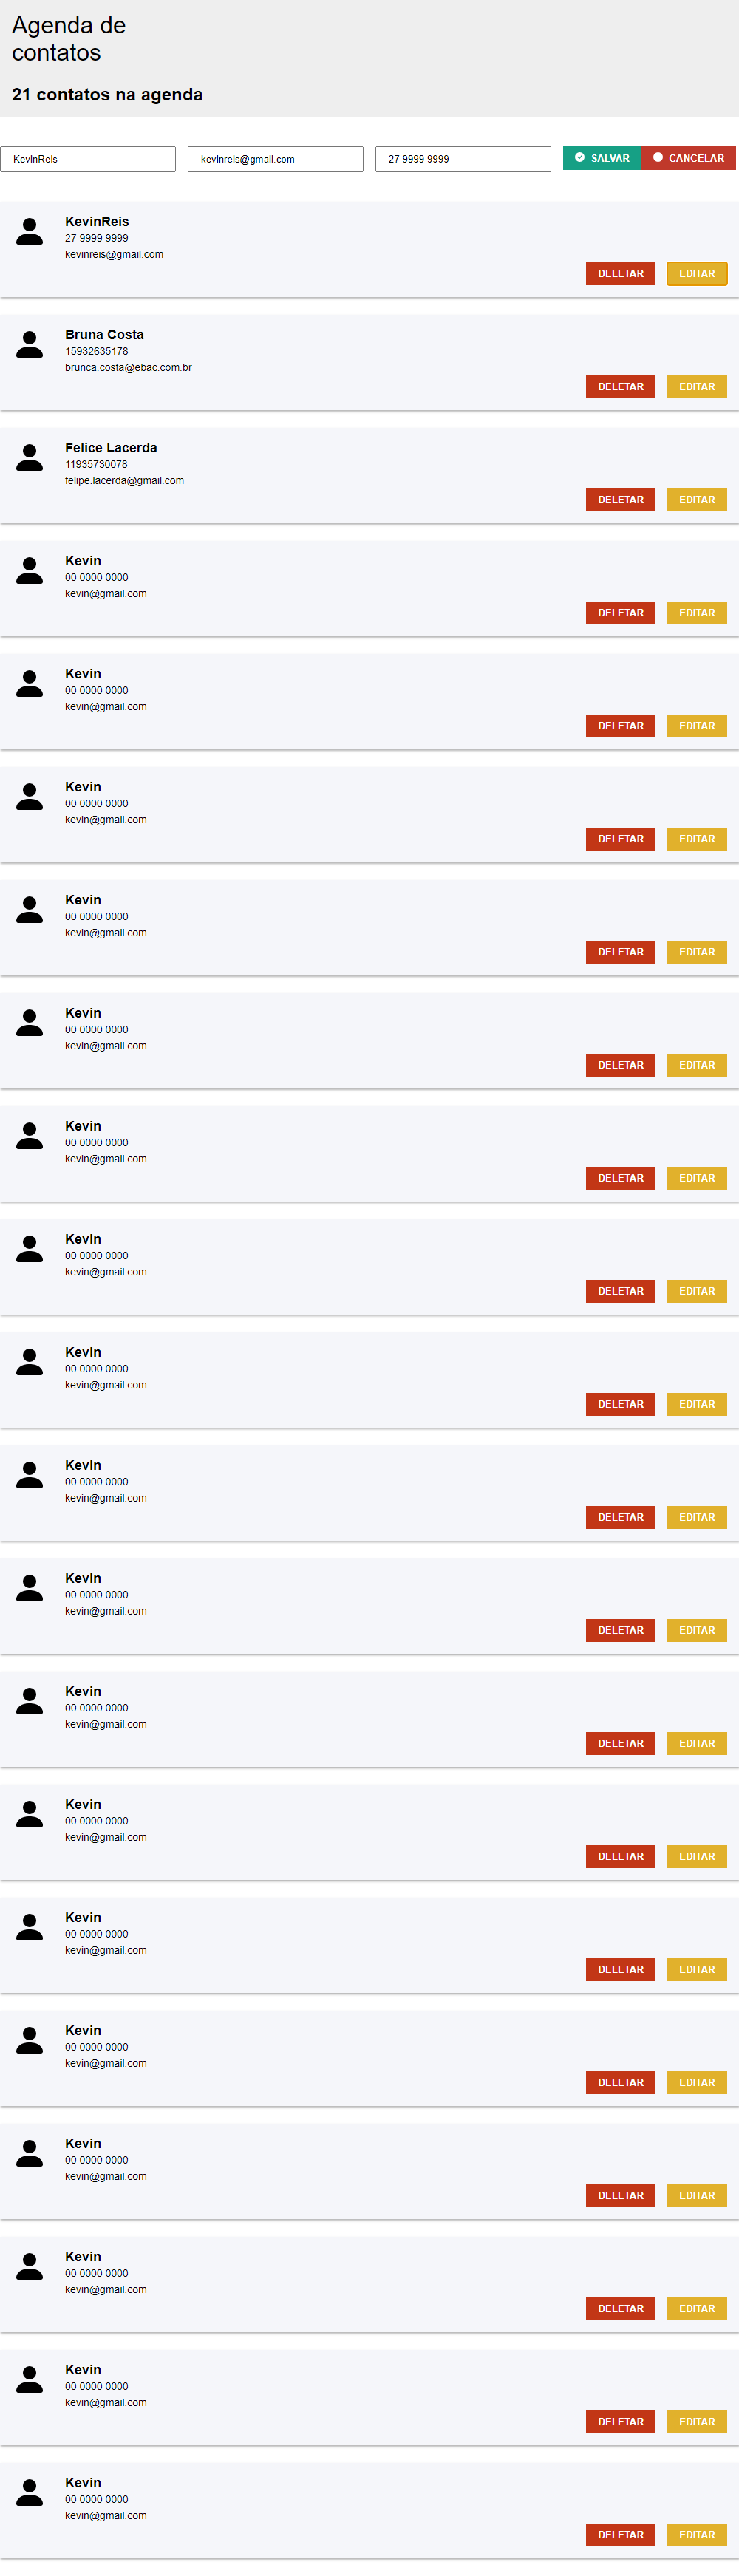 Agenda de
contatos
21 contatos na agenda
KevinReis kevinreis@gmail.com 27 9999 9999 SALVAR CANCELAR
KevinReis
27 9999 9999
kevinreis@gmail.com
DELETAR EDITAR
Bruna Costa
15932635178
brunca.costa@ebac.com.br
DELETAR EDITAR
Felice Lacerda
11935730078
felipe.lacerda@gmail.com
DELETAR EDITAR
Kevin
00 0000 0000
kevin@gmail.com
DELETAR EDITAR
Kevin
00 0000 0000
kevin@gmail.com
DELETAR EDITAR
Kevin
00 0000 0000
kevin@gmail.com
DELETAR EDITAR
Kevin
00 0000 0000
kevin@gmail.com
DELETAR EDITAR
Kevin
00 0000 0000
kevin@gmail.com
DELETAR EDITAR
Kevin
00 0000 0000
kevin@gmail.com
DELETAR EDITAR
Kevin
00 0000 0000
kevin@gmail.com
DELETAR EDITAR
Kevin
00 0000 0000
kevin@gmail.com
DELETAR EDITAR
Kevin
00 0000 0000
kevin@gmail.com
DELETAR EDITAR
Kevin
00 0000 0000
kevin@gmail.com
DELETAR EDITAR
Kevin
00 0000 0000
kevin@gmail.com
DELETAR EDITAR
Kevin
00 0000 0000
kevin@gmail.com
DELETAR EDITAR
Kevin
00 0000 0000
kevin@gmail.com
DELETAR EDITAR
Kevin
00 0000 0000
kevin@gmail.com
DELETAR EDITAR
Kevin
00 0000 0000
kevin@gmail.com
DELETAR EDITAR
Kevin
00 0000 0000
kevin@gmail.com
DELETAR EDITAR
Kevin
00 0000 0000
kevin@gmail.com
DELETAR EDITAR
Kevin
00 0000 0000
kevin@gmail.com
DELETAR EDITAR